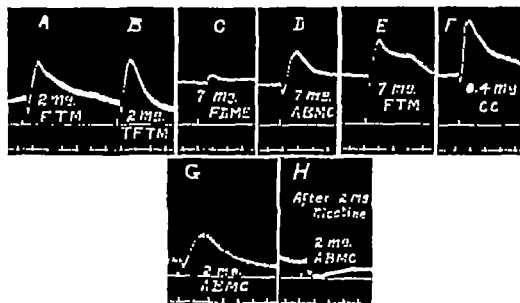 A
2 mg.
FTM
B
2 mg.
TFTM
C
7 mg.
FBME
D
7 mg.
ABMC
E
7 mg.
FTM
F
0.4 mg
CC
G
2 mg.
ABMC
H
After 2 mg
Nicotine
2 mg.
ABMC